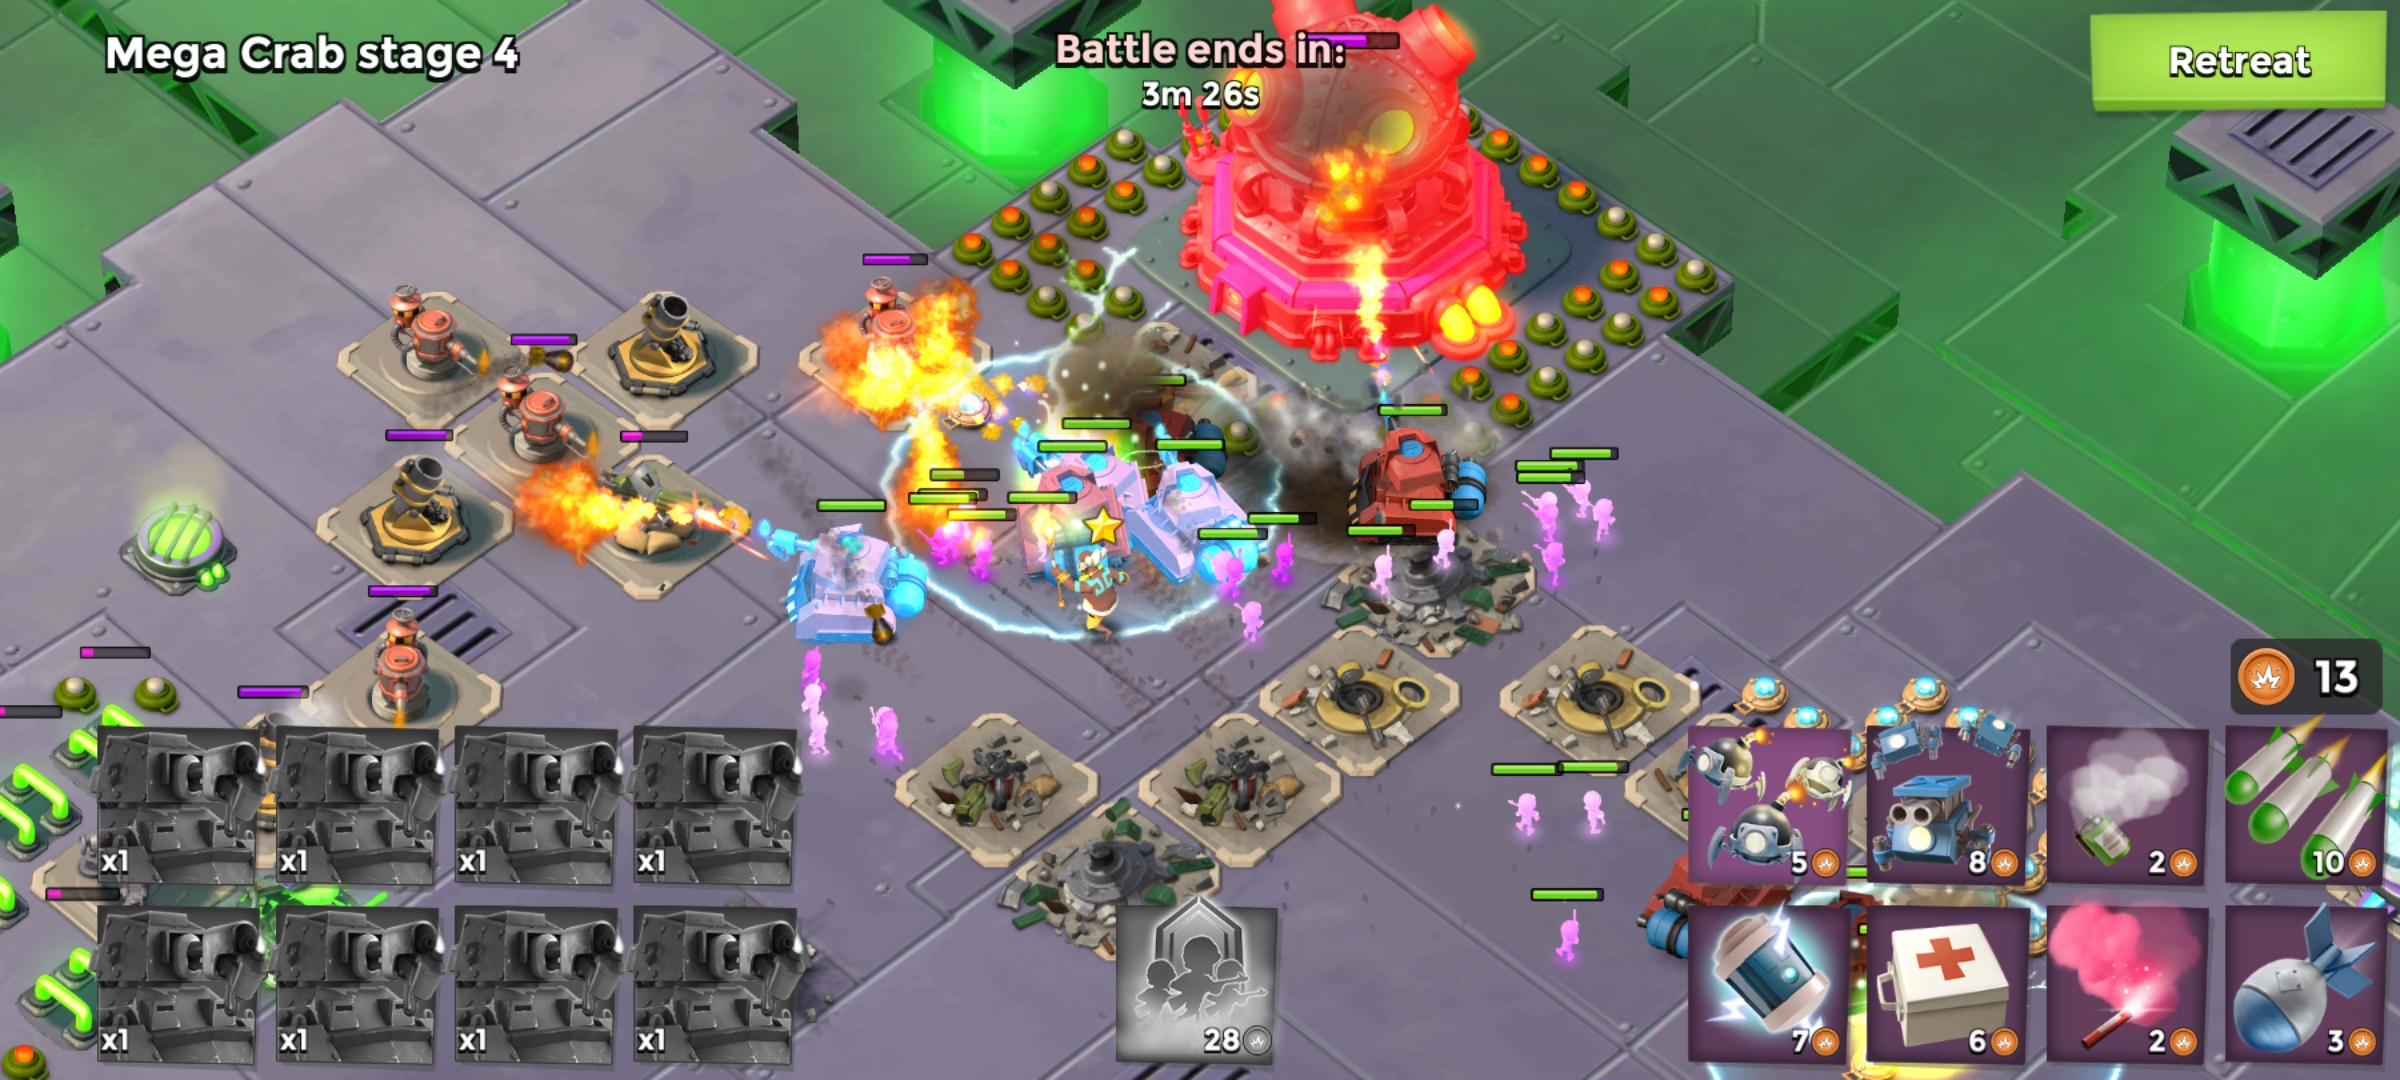 Mega Crab stage 4
Battle ends in:
3m 26s
Retreat
13
x1
x1
x1
x1
5
8
2
10
x1
x1
x1
x1
28
7
6
2
3